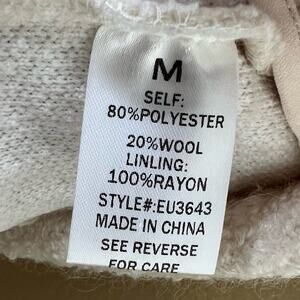 M
SELF:
80%POLYESTER
20%WOOL
LINLING:
100%RAYON
STYLE#:EU3643
MADE IN CHINA
SEE REVERSE
FOR CARE